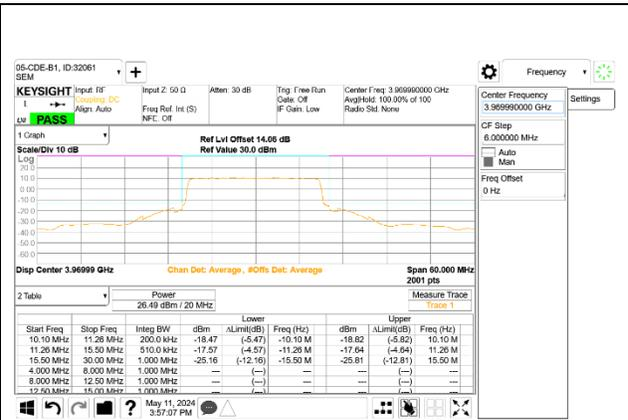 05-CDE-B1, ID:32061
SEM
Frequency
KEYSIGHT
Input: RF
Coupling: DC
Align: Auto
Input Z: 50 Ω
Freq Ref: Int (S)
NFE: Off
Atten: 30 dB
Trig: Free Run
Gate: Off
IF Gain: Low
Center Freq: 3.969990000 GHz
Avg|Hold: 100.00% of 100
Radio Std: None
PASS
Center Frequency
3.969990000 GHz
Settings
CF Step
6.000000 MHz
Auto
Man
Freq Offset
0 Hz
1 Graph
Scale/Div 10 dB
Ref Lvl Offset 14.06 dB
Ref Value 30.0 dBm
Log
20.0
10.0
0.00
-10.0
-20.0
-30.0
-40.0
-50.0
-60.0
Disp Center 3.96999 GHz
Chan Det: Average, #Offs Det: Average
Span 60.000 MHz
2001 pts
2 Table
Power
26.49 dBm / 20 MHz
Measure Trace
Trace 1
Lower Upper
Start Freq Stop Freq Integ BW dBm ΔLimit(dB) Freq (Hz) dBm ΔLimit(dB) Freq (Hz)
10.10 MHz 11.26 MHz 200.0 kHz -18.47 (-5.47) -10.10 M -18.82 (-5.82) 10.10 M
11.26 MHz 15.50 MHz 510.0 kHz -17.57 (-4.57) -11.26 M -17.64 (-4.64) 11.26 M
15.50 MHz 30.00 MHz 1.000 MHz -25.16 (-12.16) -15.50 M -25.81 (-12.81) 15.50 M
4.000 MHz 8.000 MHz 1.000 MHz --- (---) --- --- (---) ---
8.000 MHz 12.50 MHz 1.000 MHz --- (---) --- --- (---) ---
12.50 MHz 15.00 MHz 1.000 MHz --- (---) --- --- (---) ---
May 11, 2024
3:57:07 PM